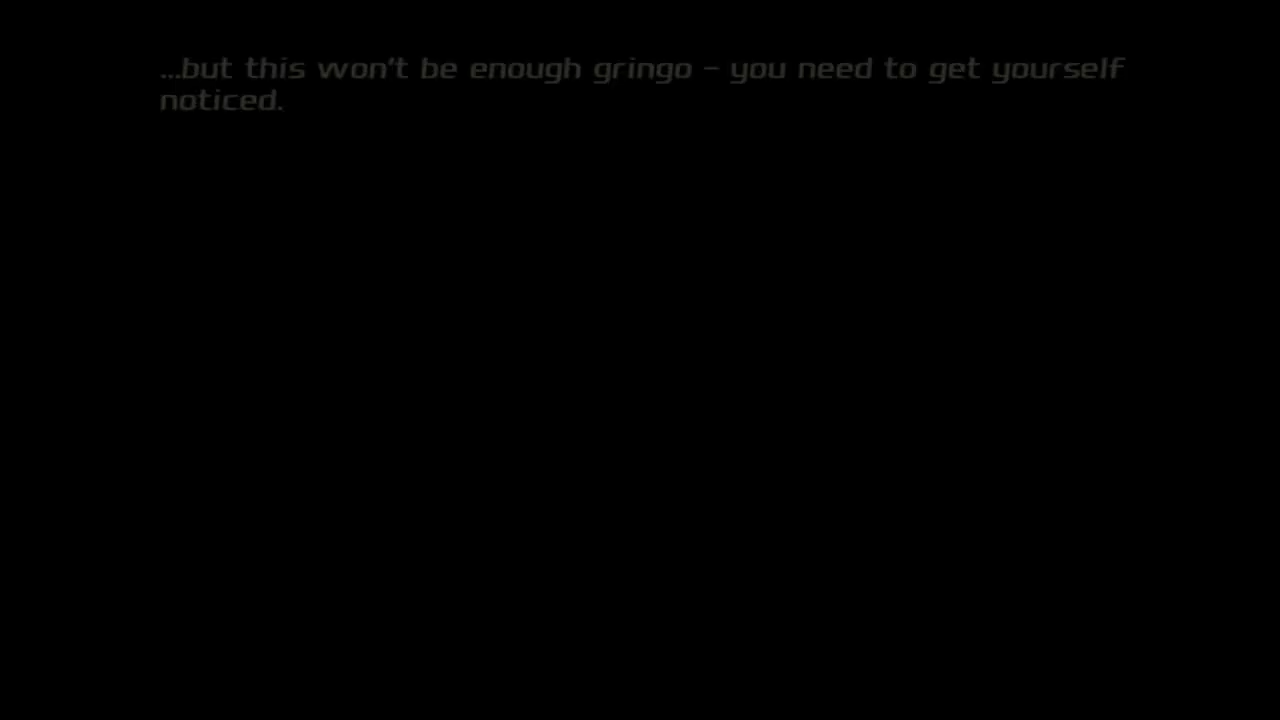 ...but this won't be enough gringo – you need to get yourself
noticed.